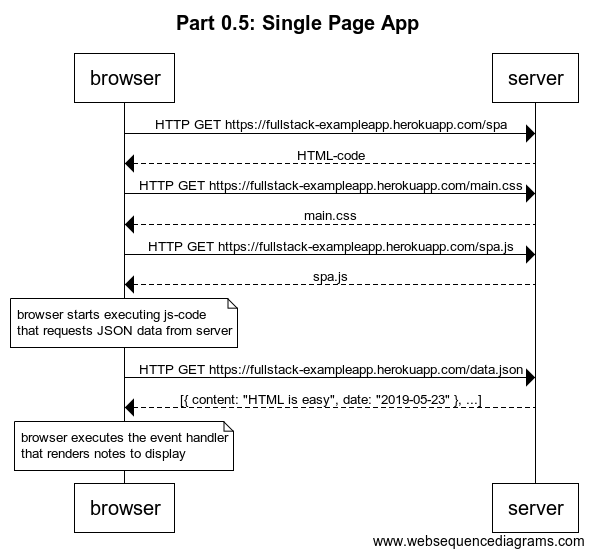 Part 0.5: Single Page App
browser
server
HTTP GET https://fullstack-exampleapp.herokuapp.com/spa
HTML-code
HTTP GET https://fullstack-exampleapp.herokuapp.com/main.css
main.css
HTTP GET https://fullstack-exampleapp.herokuapp.com/spa.js
spa.js
browser starts executing js-code
that requests JSON data from server
HTTP GET https://fullstack-exampleapp.herokuapp.com/data.json
[{ content: "HTML is easy", date: "2019-05-23" }, ...]
browser executes the event handler
that renders notes to display
browser
server
www.websequencediagrams.com